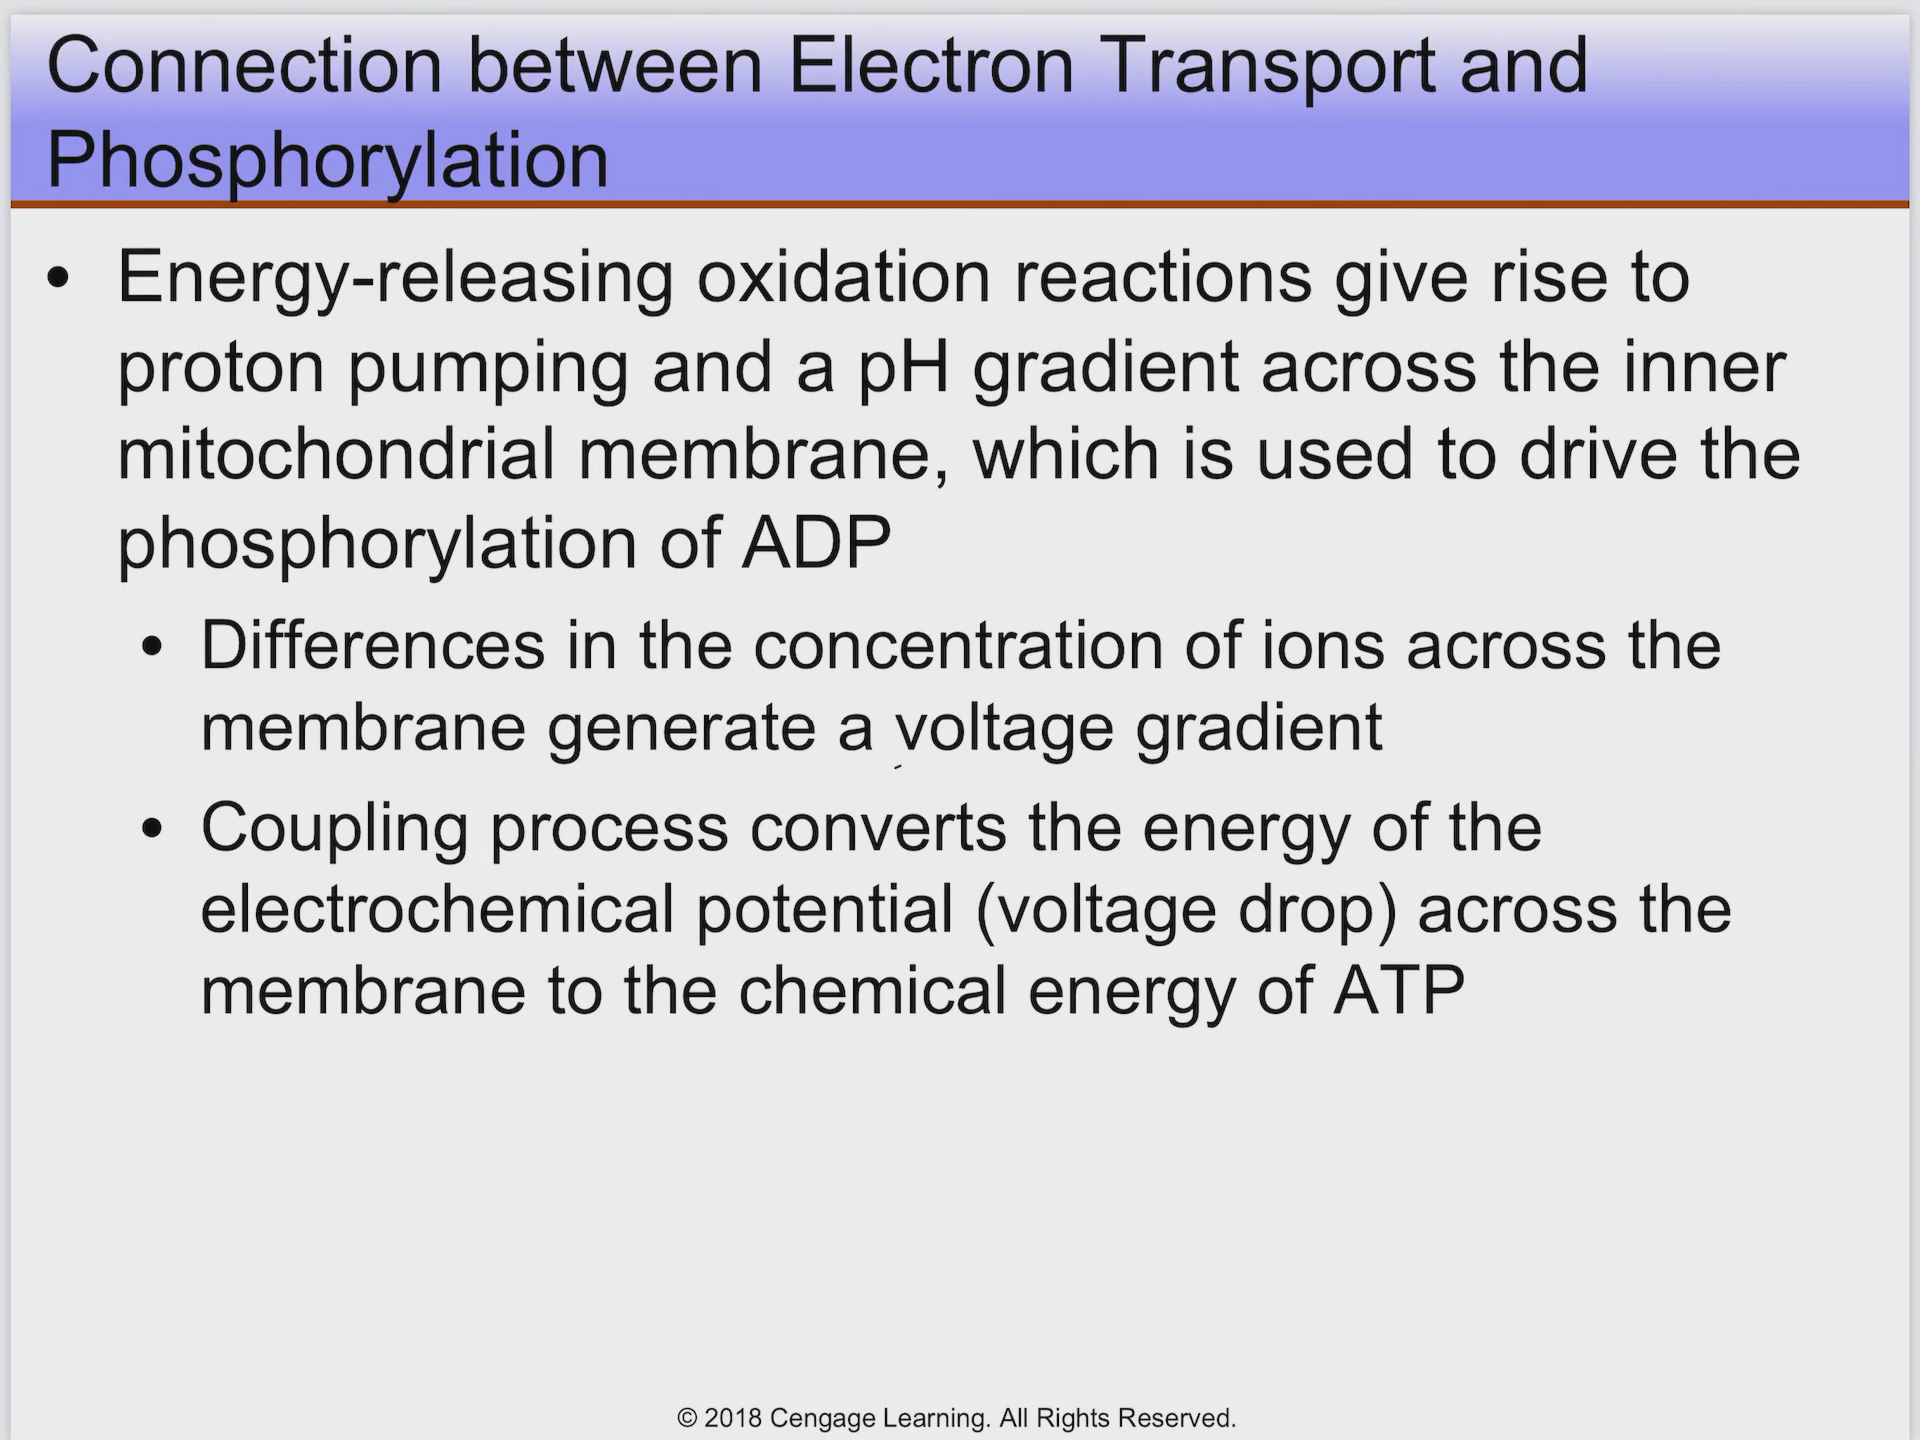 Connection between Electron Transport and
Phosphorylation
• Energy-releasing oxidation reactions give rise to
proton pumping and a pH gradient across the inner
mitochondrial membrane, which is used to drive the
phosphorylation of ADP
• Differences in the concentration of ions across the
membrane generate a voltage gradient
• Coupling process converts the energy of the
electrochemical potential (voltage drop) across the
membrane to the chemical energy of ATP
© 2018 Cengage Learning. All Rights Reserved.